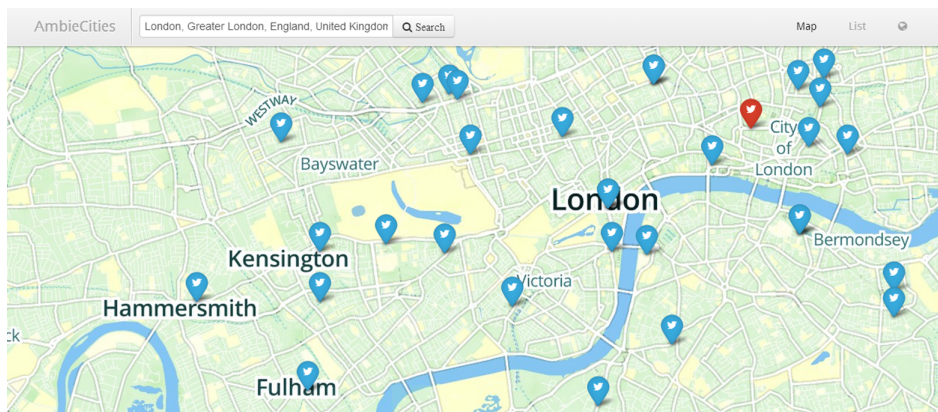 AmbieCities
London, Greater London, England, United Kingdom
Search
Map
List
WESTWAY
Bayswater
City
of
London
London
Bermondsey
Kensington
Victoria
Hammersmith
ck
Fulham